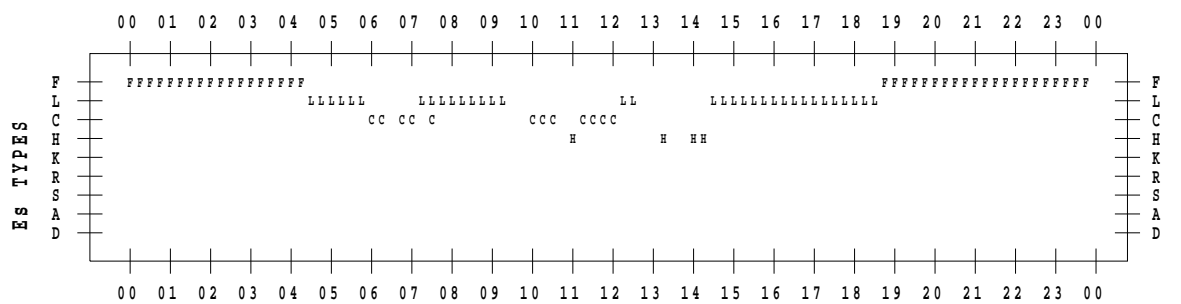 00 01 02 03 04 05 06 07 08 09 10 11 12 13 14 15 16 17 18 19 20 21 22 23 00
F FFFFFFFFFFFFFFFFFF FFFFFFFFFFFFFFFFFFFFF F
L LLLLLL LLLLLLLLL LL LLLLLLLLLLLLLLLLL L
C CC CC C CCC CCCC C
H H H HH H
K K
R R
S S
A A
D D
Es TYPES
00 01 02 03 04 05 06 07 08 09 10 11 12 13 14 15 16 17 18 19 20 21 22 23 00